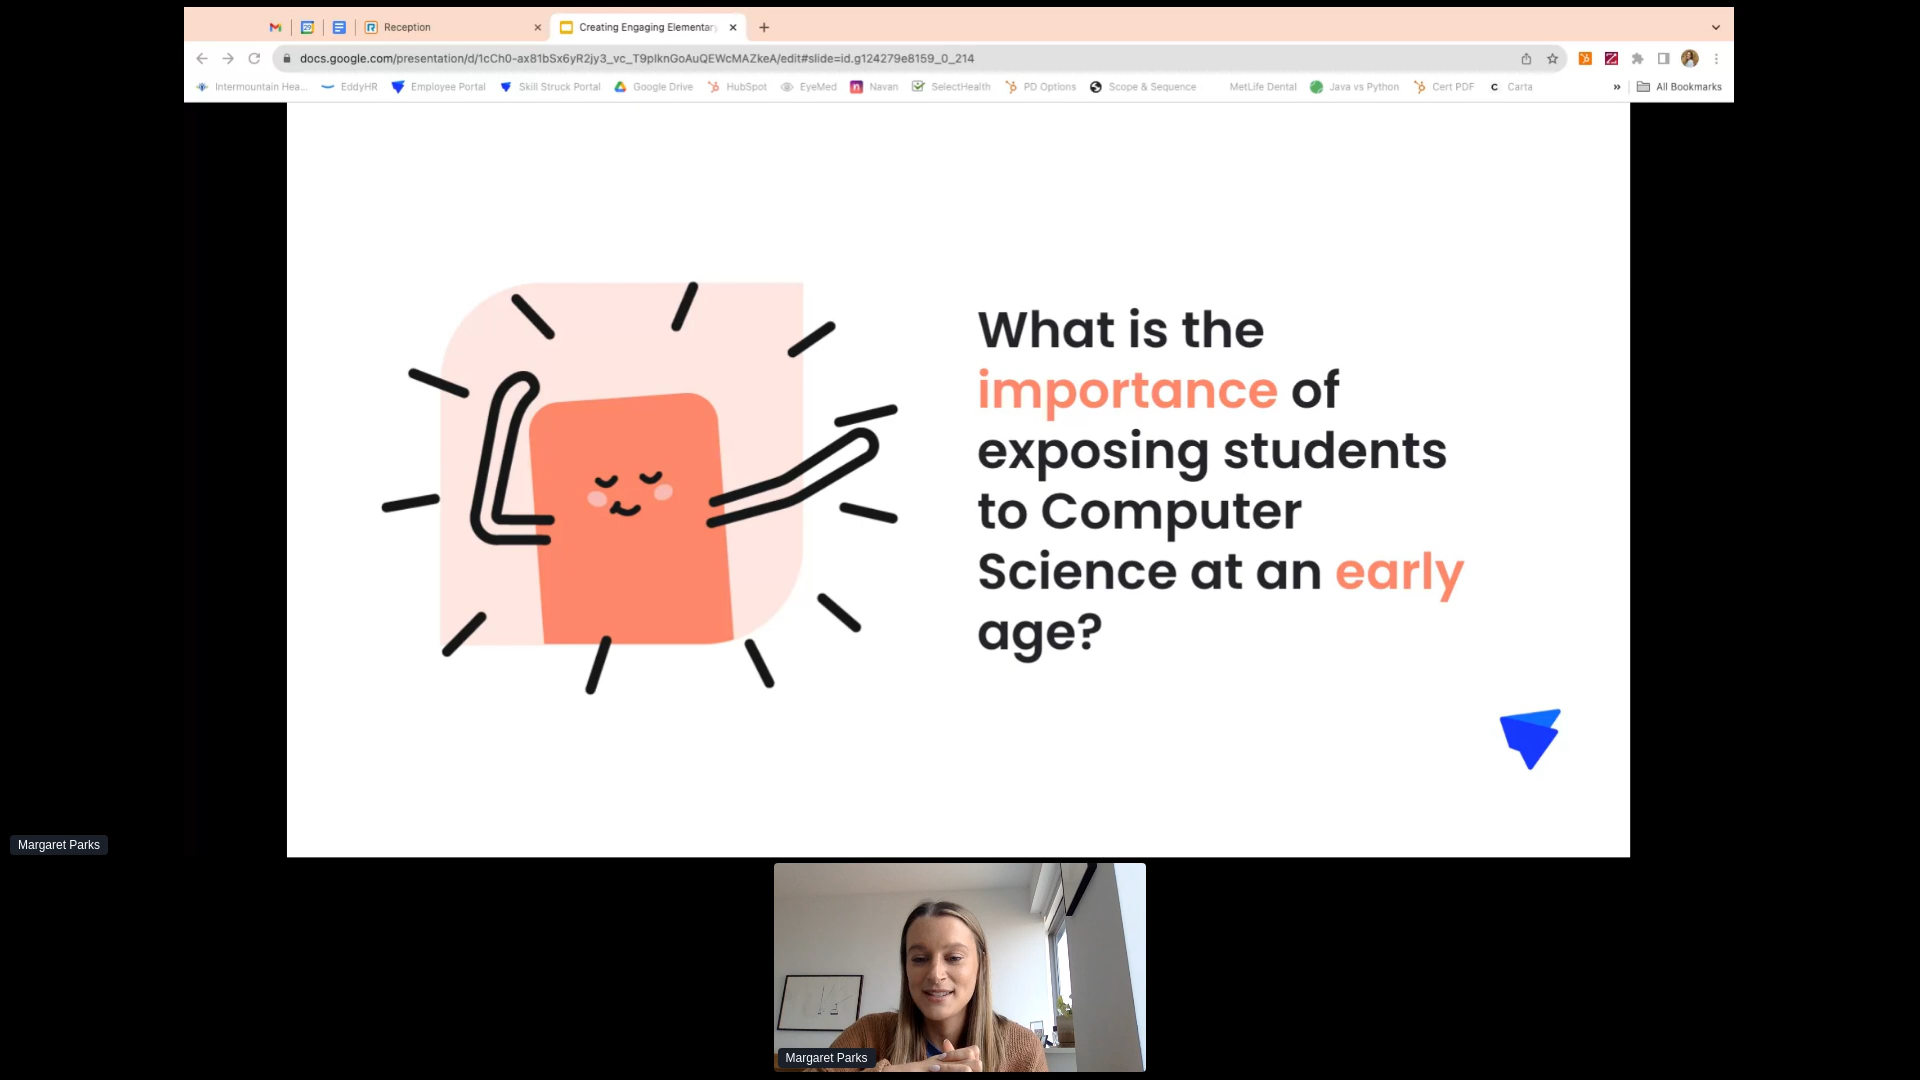 Reception
Creating Engaging Elementary
docs.google.com/presentation/d/1cCh0-ax81bSx6yR2jy3_vc_T9plknGoAuQEWcMAZkeA/edit#slide=id.g124279e8159_0_214
Intermountain Hea... EddyHR Employee Portal Skill Struck Portal Google Drive HubSpot EyeMed Navan SelectHealth PD Options Scope & Sequence MetLife Dental Java vs Python Cert PDF Carta » All Bookmarks
What is the
importance of
exposing students
to Computer
Science at an early
age?
Margaret Parks
Margaret Parks